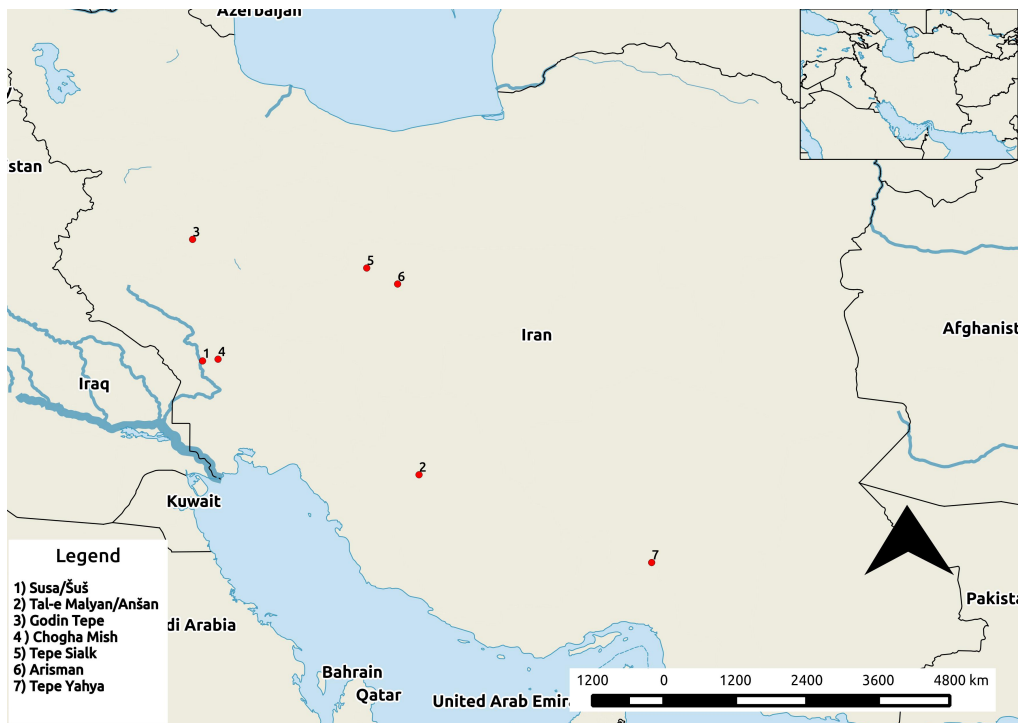 Azerbaijan
stan
3
5
6
Iran
Afghanist
1
4
Iraq
2
Kuwait
7
Legend
1) Susa/Šuš
2) Tal-e Malyan/Anšan
3) Godin Tepe
4 ) Chogha Mish
5) Tepe Sialk
6) Arisman
7) Tepe Yahya
di Arabia
Pakista
Bahrain
Qatar
United Arab Emira
1200 0 1200 2400 3600 4800 km